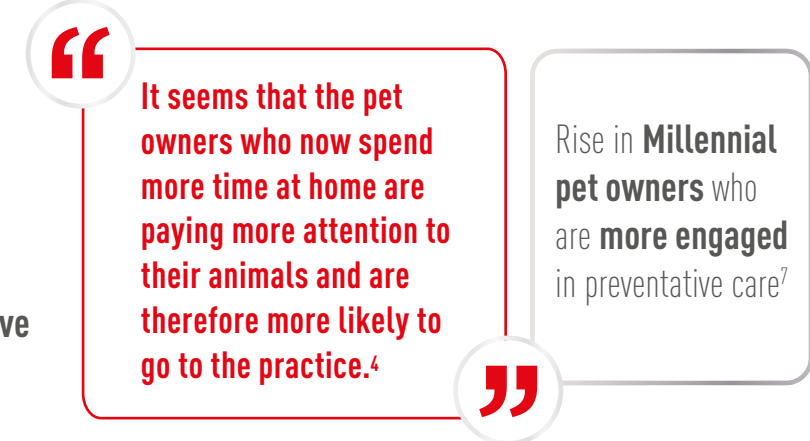 “
It seems that the pet
owners who now spend
more time at home are
paying more attention to
their animals and are
therefore more likely to
go to the practice.⁴
”
Rise in Millennial
pet owners who
are more engaged
in preventative care⁷
ve